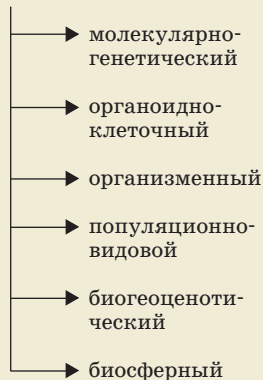 молекулярно-
генетический
органоидно-
клеточный
организменный
популяционно-
видовой
биогеоценоти-
ческий
биосферный